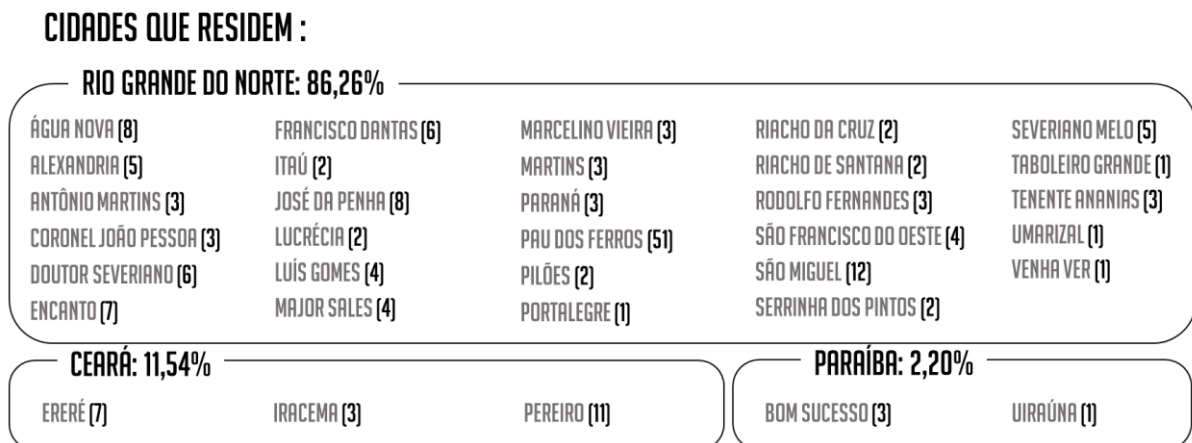 CIDADES QUE RESIDEM :
RIO GRANDE DO NORTE: 86,26%
ÁGUA NOVA (8)
ALEXANDRIA (5)
ANTÔNIO MARTINS (3)
CORONEL JOÃO PESSOA (3)
DOUTOR SEVERIANO (6)
ENCANTO (7)
FRANCISCO DANTAS (6)
ITAÚ (2)
JOSÉ DA PENHA (8)
LUCRÉCIA (2)
LUÍS GOMES (4)
MAJOR SALES (4)
MARCELINO VIEIRA (3)
MARTINS (3)
PARANÁ (3)
PAU DOS FERROS (51)
PILÕES (2)
PORTALEGRE (1)
RIACHO DA CRUZ (2)
RIACHO DE SANTANA (2)
RODOLFO FERNANDES (3)
SÃO FRANCISCO DO OESTE (4)
SÃO MIGUEL (12)
SERRINHA DOS PINTOS (2)
SEVERIANO MELO (5)
TABOLEIRO GRANDE (1)
TENENTE ANANIAS (3)
UMARIZAL (1)
VENHA VER (1)
CEARÁ: 11,54%
ERERÉ (7)
IRACEMA (3)
PEREIRO (11)
PARAÍBA: 2,20%
BOM SUCESSO (3)
UIRAÚNA (1)